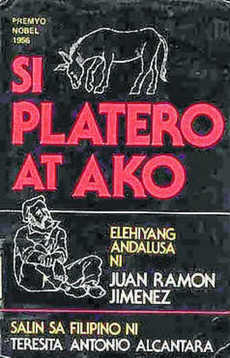 PREMYO
NOBEL
1956
SI
PLATERO
AT AKO
ELEHIYANG
ANDALUSA
NI
JUAN RAMON
JIMENEZ
SALIN SA FILIPINO NI
TERESITA ANTONIO ALCANTARA